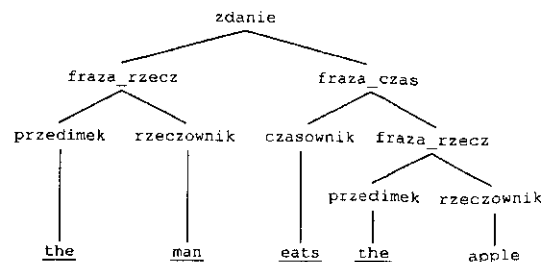 zdanie
fraza_rzecz fraza_czas
przedimek rzeczownik czasownik fraza_rzecz
przedimek rzeczownik
the man eats the apple